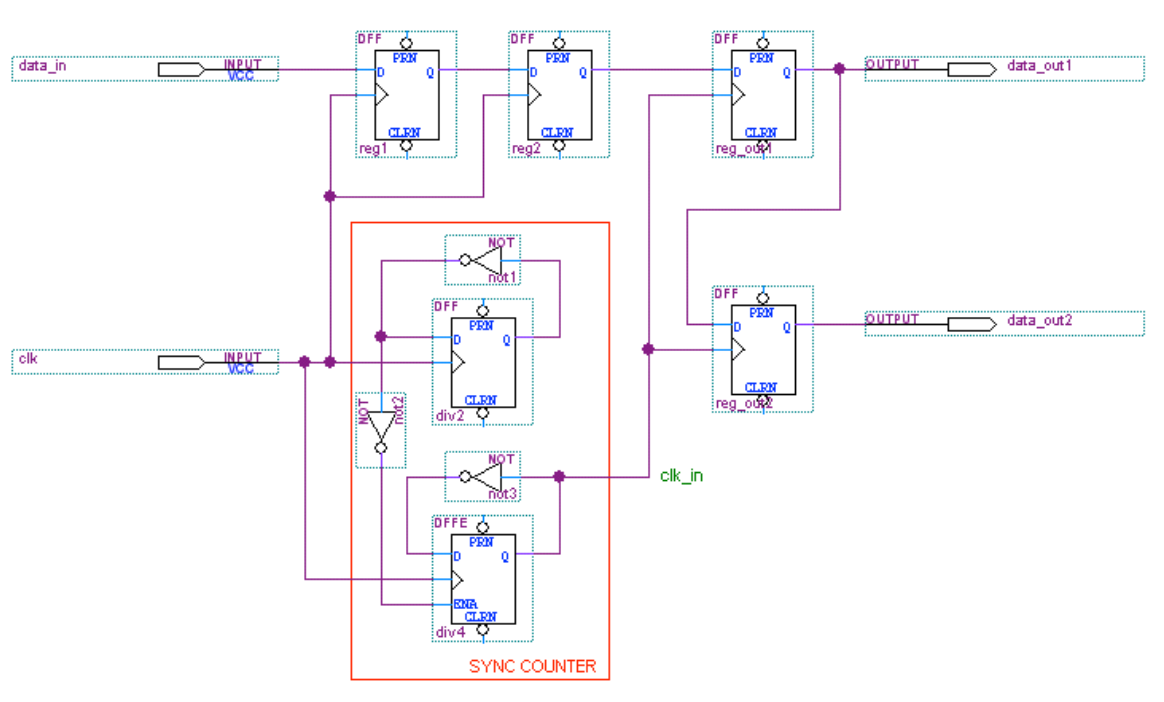 DFF
PRN
D
Q
CLRN
reg1
DFF
PRN
D
Q
CLRN
reg2
DFF
PRN
D
Q
CLRN
reg_out1
data_in
INPUT
VCC
OUTPUT
data_out1
NOT
not1
DFF
PRN
D
Q
CLRN
div2
clk
INPUT
VCC
NOT
not2
NOT
not3
clk_in
DFFE
PRN
D
Q
ENA
CLRN
div4
SYNC COUNTER
DFF
PRN
D
Q
CLRN
reg_out2
OUTPUT
data_out2